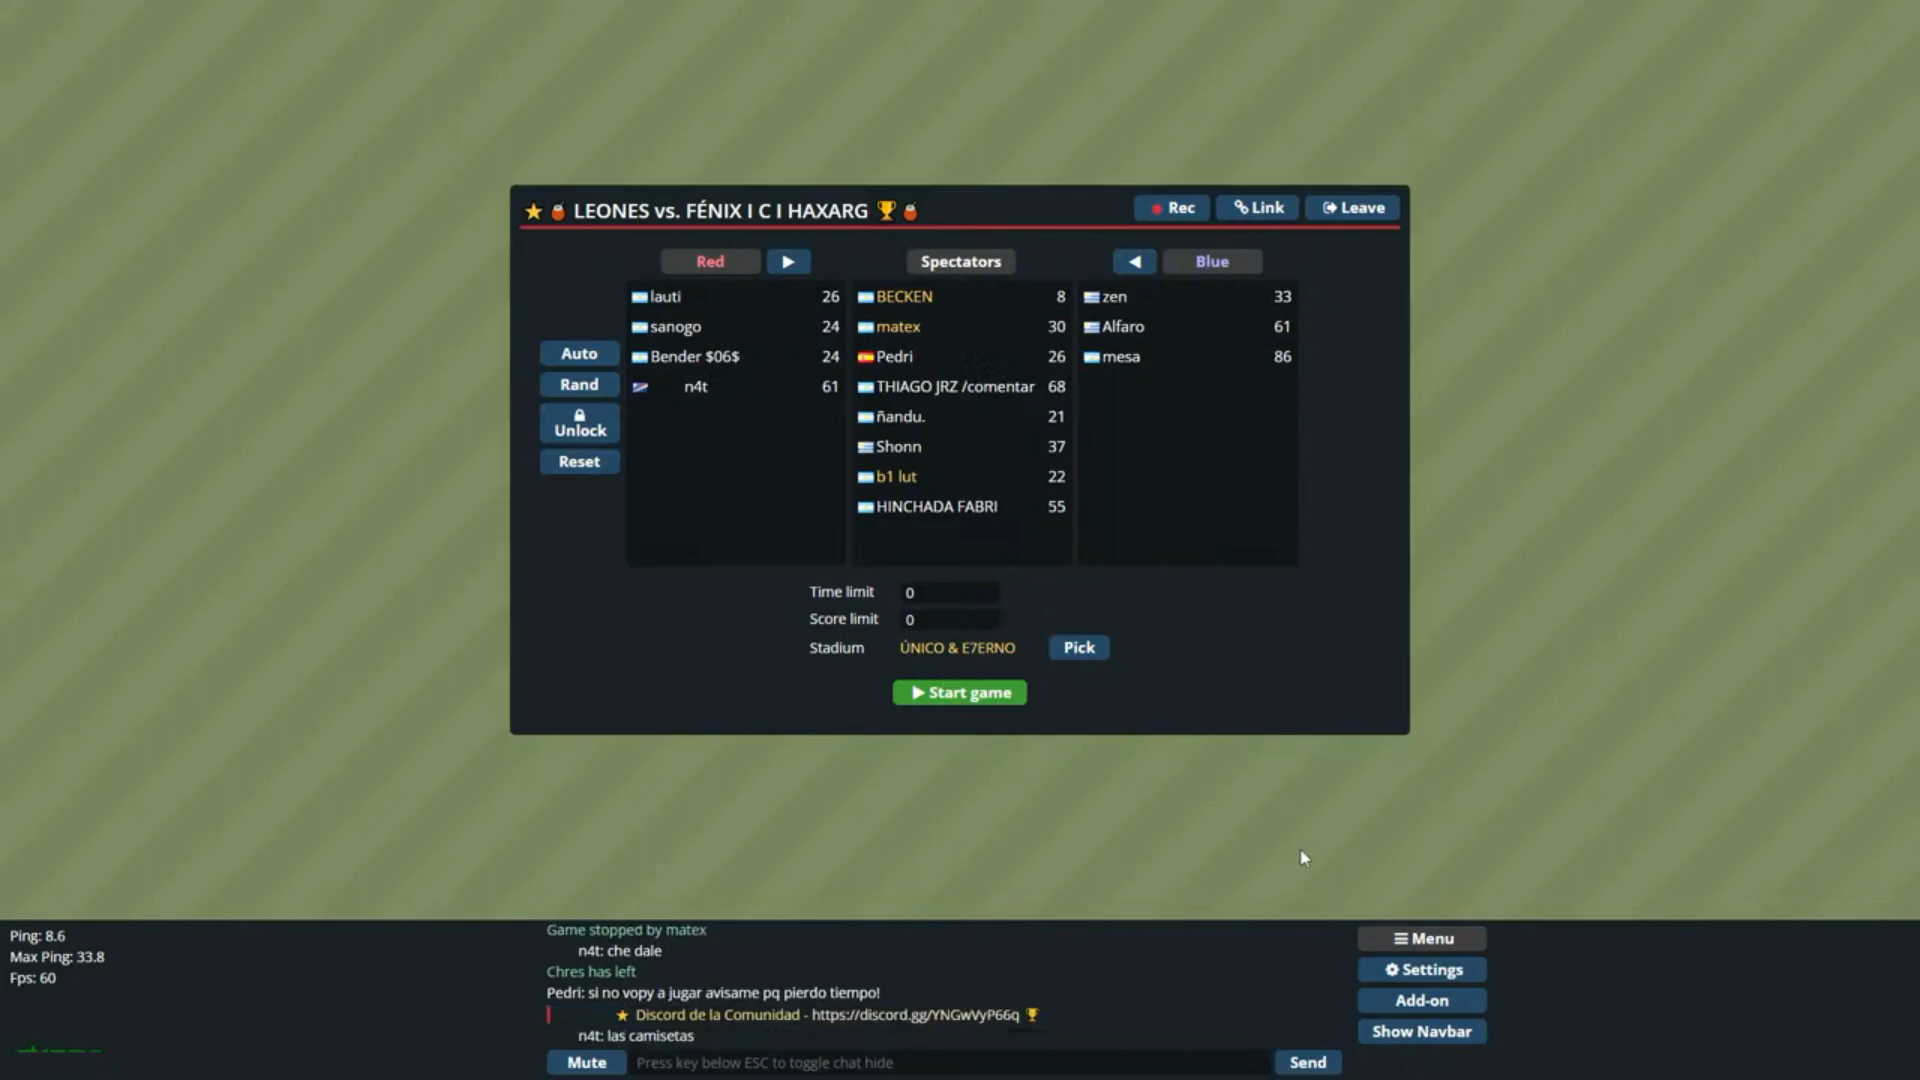 LEONES vs. FÉNIX I C I HAXARG
Rec
Link
Leave
Red
Spectators
Blue
Auto
Rand
Unlock
Reset
lauti 26
sanogo 24
Bender $06$ 24
n4t 61
BECKEN 8
matex 30
Pedri 26
THIAGO JRZ /comentar 68
ñandu. 21
Shonn 37
b1 lut 22
HINCHADA FABRI 55
zen 33
Alfaro 61
mesa 86
Time limit 0
Score limit 0
Stadium ÚNICO & E7ERNO Pick
Start game
Ping: 8.6
Max Ping: 33.8
Fps: 60
Game stopped by matex
n4t: che dale
Chres has left
Pedri: si no vopy a jugar avisame pq pierdo tiempo!
Discord de la Comunidad - https://discord.gg/YNGwVyP66q
n4t: las camisetas
Mute
Press key below ESC to toggle chat hide
Send
Menu
Settings
Add-on
Show Navbar